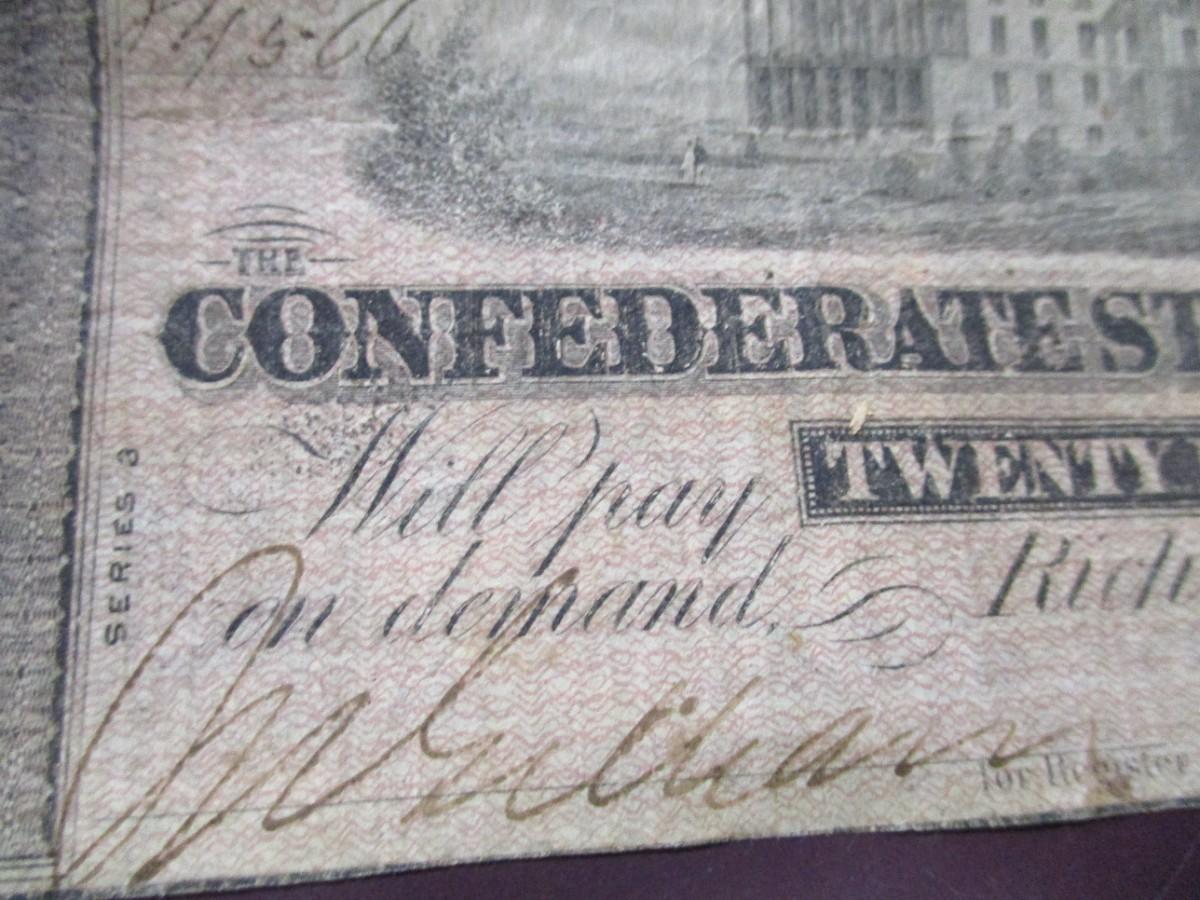 THE
CONFEDERATE ST
Will pay TWENTY
on demand, Rich
SERIES 3
for Register